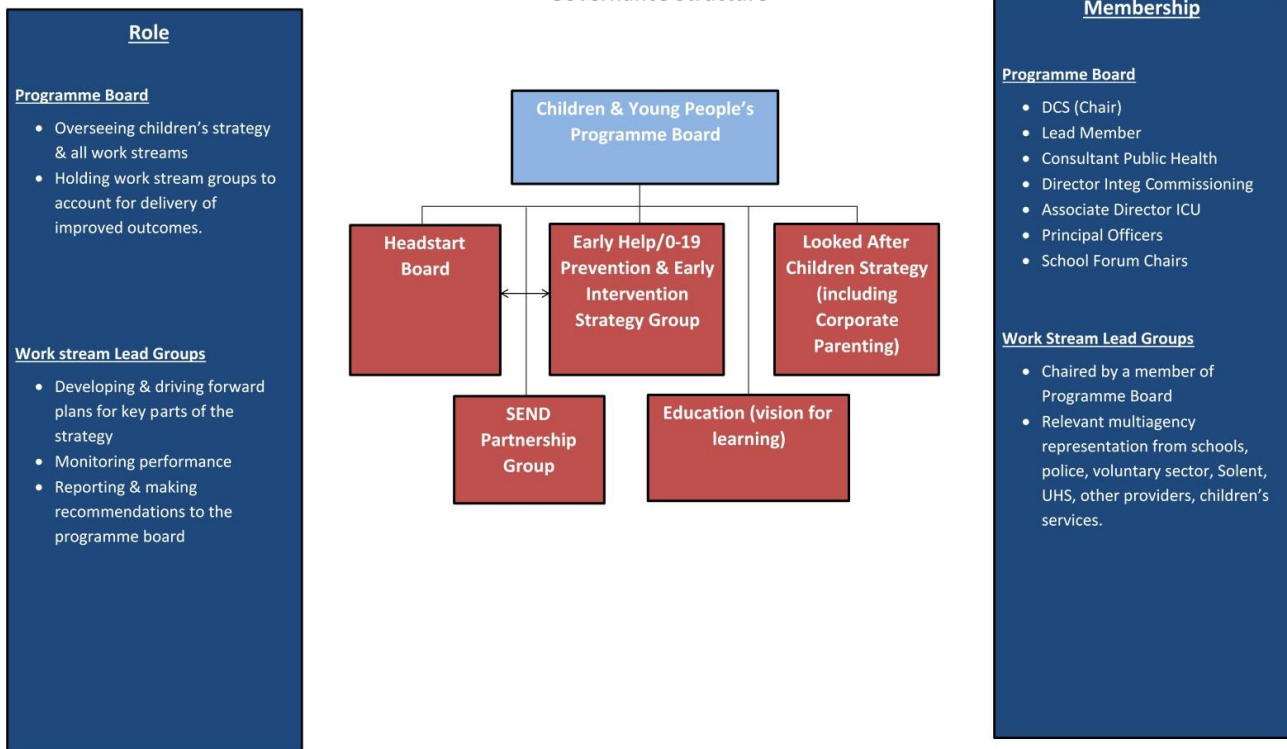 Governance Structure
Role
Programme Board
• Overseeing children’s strategy
& all work streams
• Holding work stream groups to
account for delivery of
improved outcomes.
Work stream Lead Groups
• Developing & driving forward
plans for key parts of the
strategy
• Monitoring performance
• Reporting & making
recommendations to the
programme board
Children & Young People’s
Programme Board
Headstart
Board
Early Help/0-19
Prevention & Early
Intervention
Strategy Group
Looked After
Children Strategy
(including
Corporate
Parenting)
SEND
Partnership
Group
Education (vision for
learning)
Membership
Programme Board
• DCS (Chair)
• Lead Member
• Consultant Public Health
• Director Integ Commissioning
• Associate Director ICU
• Principal Officers
• School Forum Chairs
Work Stream Lead Groups
• Chaired by a member of
Programme Board
• Relevant multiagency
representation from schools,
police, voluntary sector, Solent,
UHS, other providers, children’s
services.